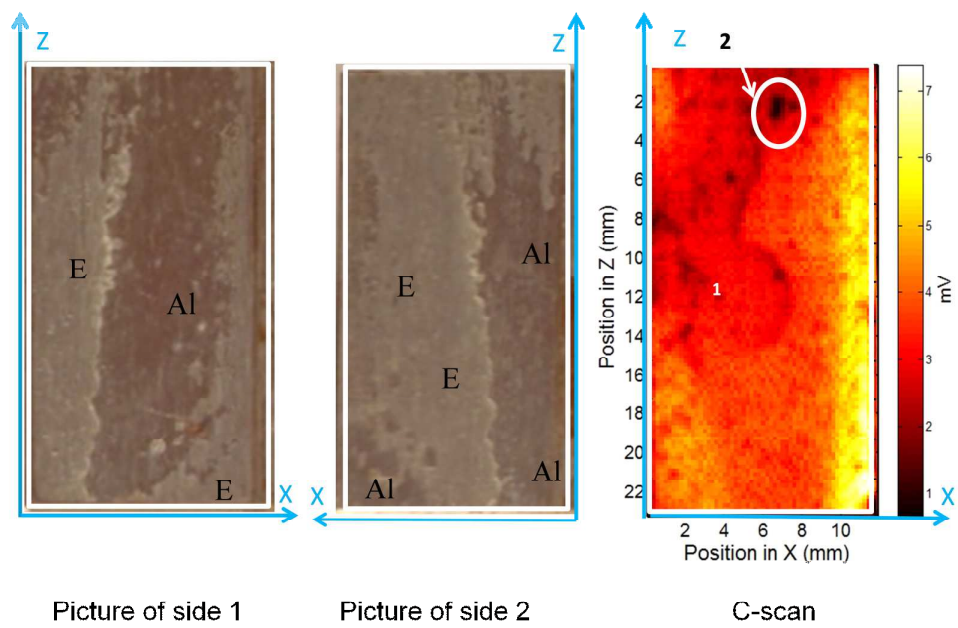 Z
E
Al
E
X
Picture of side 1
Z
E
Al
E
Al
Al
X
Picture of side 2
Z
2
1
2
4
6
8
10
12
14
16
18
20
22
Position in Z (mm)
2 4 6 8 10
Position in X (mm)
X
7
6
5
4
3
2
1
mV
C-scan